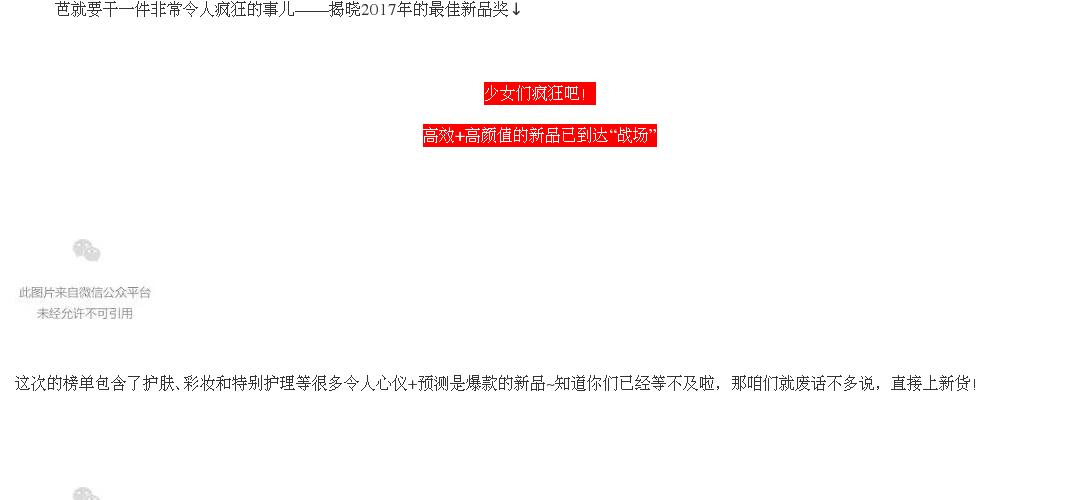 芭就要干一件非常令人疯狂的事儿——揭晓2017年的最佳新品奖↓
少女们疯狂吧!
高效+高颜值的新品已到达“战场”
此图片来自微信公众平台
未经允许不可引用
这次的榜单包含了护肤、彩妆和特别护理等很多令人心仪+预测是爆款的新品~知道你们已经等不及啦，那咱们就废话不多说，直接上新货!